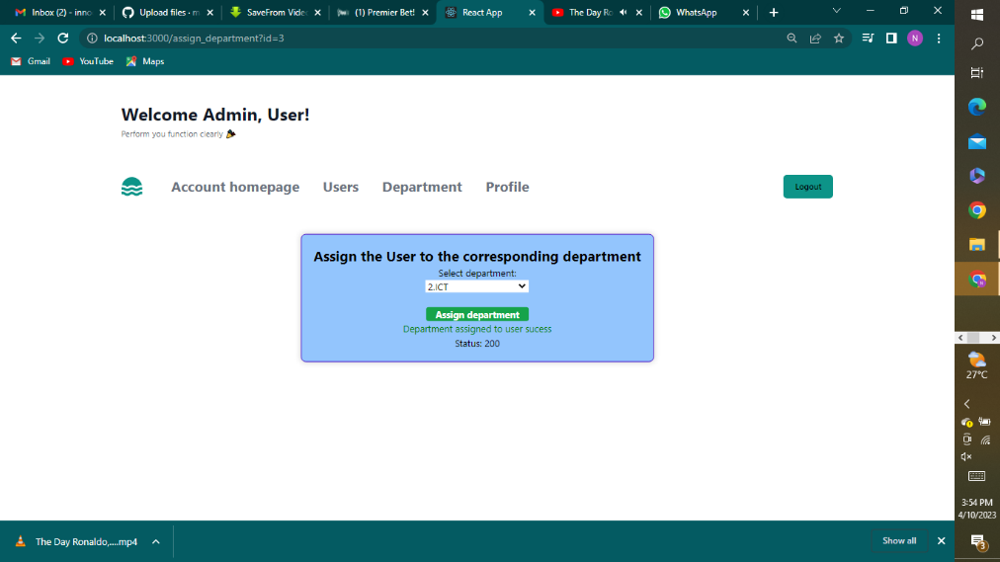 Inbox (2) - inno
Upload files · m
SaveFrom Vide
(1) Premier Bet!
React App
The Day Ro
WhatsApp
localhost:3000/assign_department?id=3
N
Gmail
YouTube
Maps
Welcome Admin, User!
Perform you function clearly
Account homepage
Users
Department
Profile
Logout
Assign the User to the corresponding department
Select department:
2.ICT
Assign department
Department assigned to user sucess
Status: 200
27°C
3:54 PM
4/10/2023
3
The Day Ronaldo,....mp4
Show all